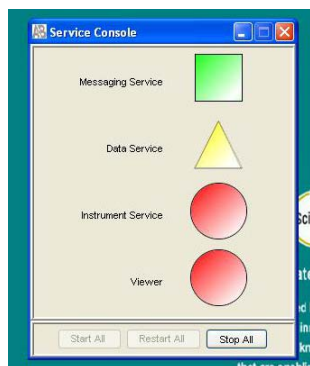 Service Console
Messaging Service
Data Service
Instrument Service
Viewer
Start All Restart All Stop All